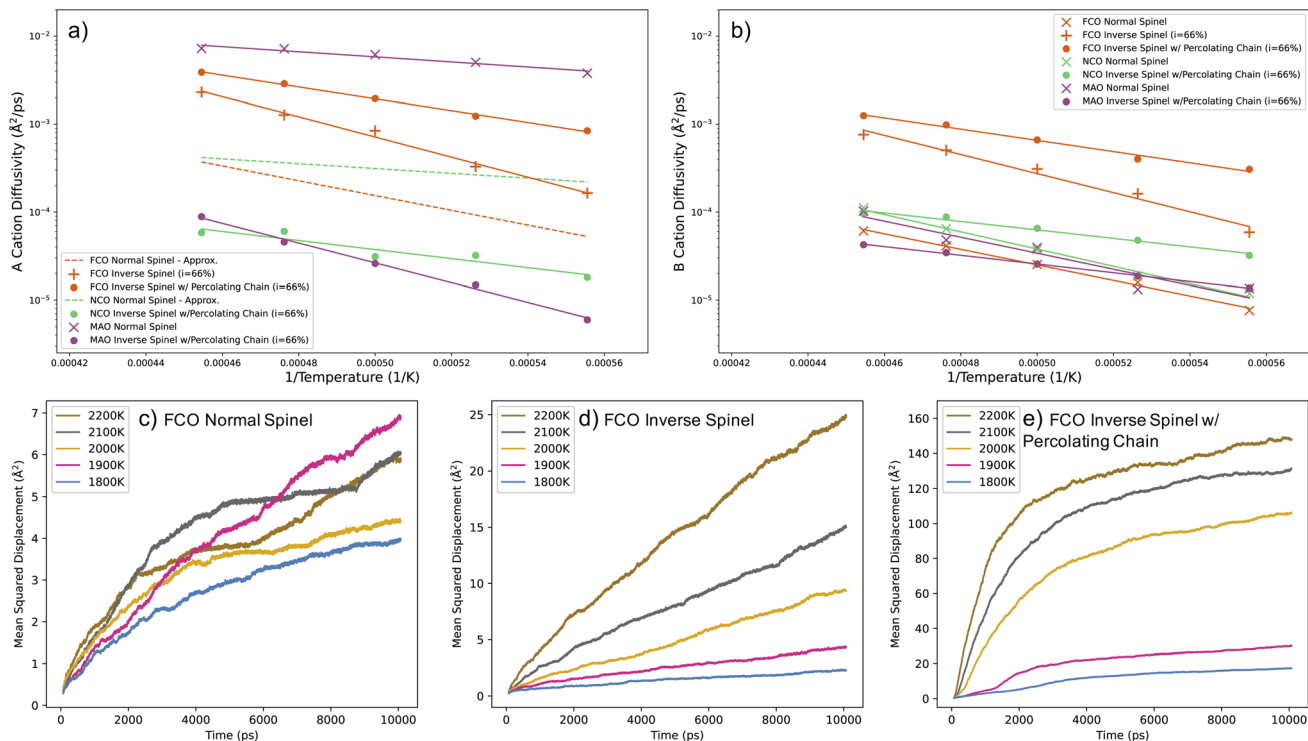 a)
A Cation Diffusivity (Å²/ps)
10⁻²
10⁻³
10⁻⁴
10⁻⁵
FCO Normal Spinel - Approx.
FCO Inverse Spinel (i=66%)
FCO Inverse Spinel w/ Percolating Chain (i=66%)
NCO Normal Spinel - Approx.
NCO Inverse Spinel w/Percolating Chain (i=66%)
MAO Normal Spinel
MAO Inverse Spinel w/Percolating Chain (i=66%)
0.00042 0.00044 0.00046 0.00048 0.00050 0.00052 0.00054 0.00056
1/Temperature (1/K)
b)
B Cation Diffusivity (Å²/ps)
10⁻²
10⁻³
10⁻⁴
10⁻⁵
FCO Normal Spinel
FCO Inverse Spinel (i=66%)
FCO Inverse Spinel w/ Percolating Chain (i=66%)
NCO Normal Spinel
NCO Inverse Spinel w/Percolating Chain (i=66%)
MAO Normal Spinel
MAO Inverse Spinel w/Percolating Chain (i=66%)
0.00042 0.00044 0.00046 0.00048 0.00050 0.00052 0.00054 0.00056
1/Temperature (1/K)
c) FCO Normal Spinel
Mean Squared Displacement (Å²)
7
6
5
4
3
2
1
0
2200K
2100K
2000K
1900K
1800K
0 2000 4000 6000 8000 10000
Time (ps)
d) FCO Inverse Spinel
Mean Squared Displacement (Å²)
25
20
15
10
5
0
2200K
2100K
2000K
1900K
1800K
0 2000 4000 6000 8000 10000
Time (ps)
e) FCO Inverse Spinel w/
Percolating Chain
Mean Squared Displacement (Å²)
160
140
120
100
80
60
40
20
0
2200K
2100K
2000K
1900K
1800K
0 2000 4000 6000 8000 10000
Time (ps)